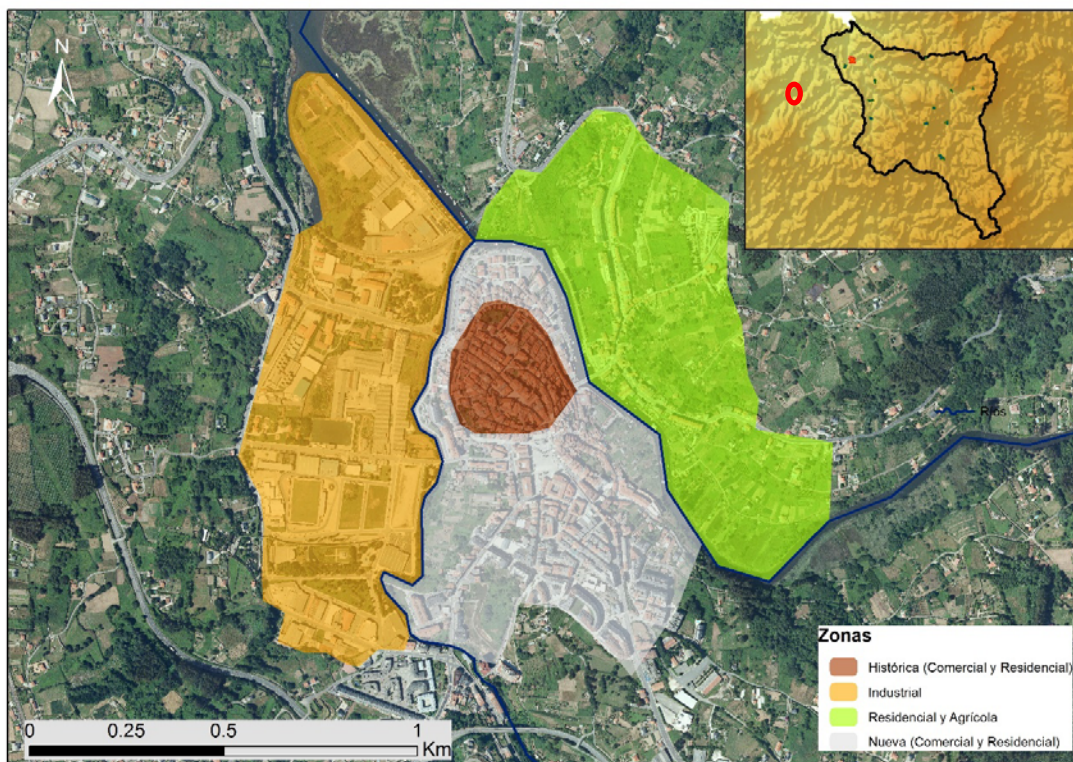 N
Ríos
Zonas
Histórica (Comercial y Residencial)
Industrial
Residencial y Agrícola
Nueva (Comercial y Residencial)
0 0.25 0.5 1
Km